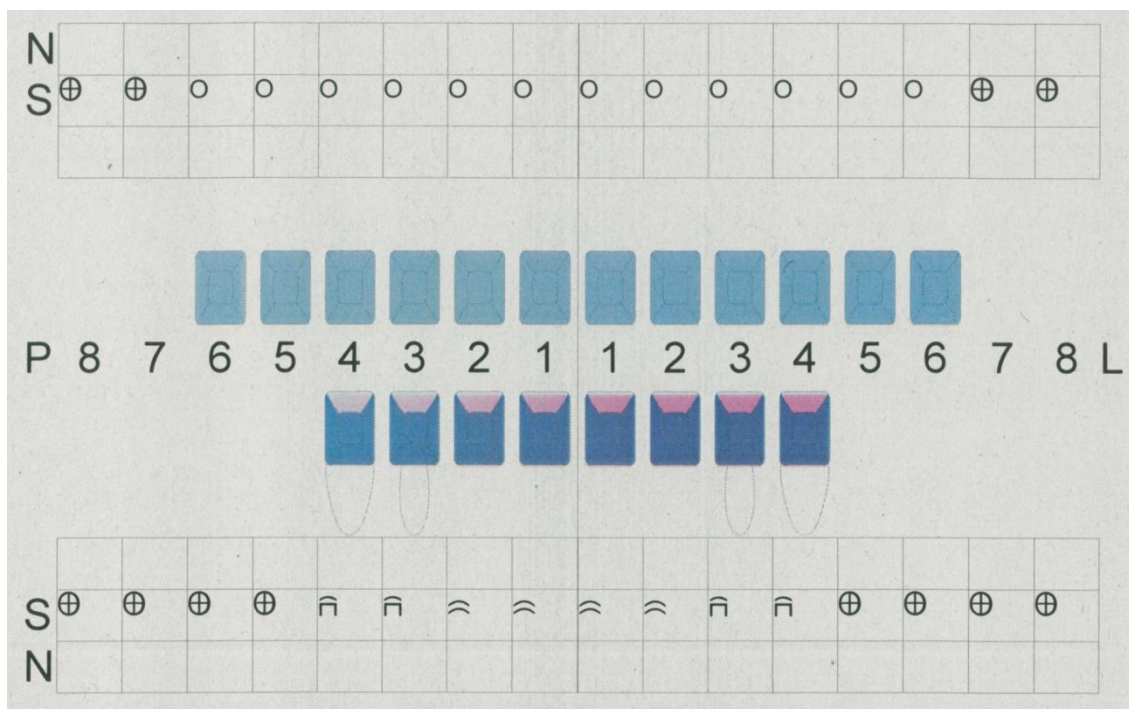 N
S ⊕ ⊕ O O O O O O O O O O O O ⊕ ⊕
P 8 7 6 5 4 3 2 1 1 2 3 4 5 6 7 8 L
S ⊕ ⊕ ⊕ ⊕ ⊕ ⊕ ⊕ ⊕
N